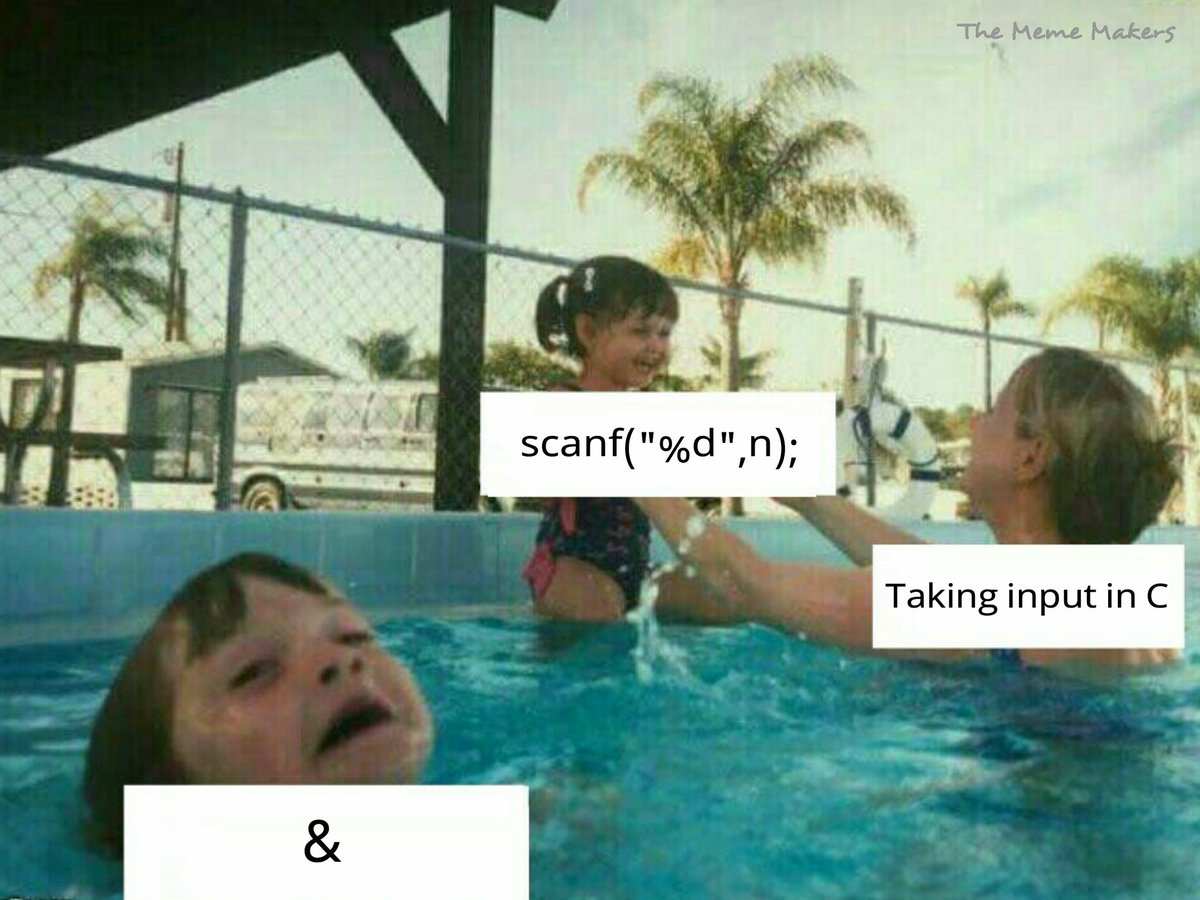 The Meme Makers
scanf("%d",n);
Taking input in C
&